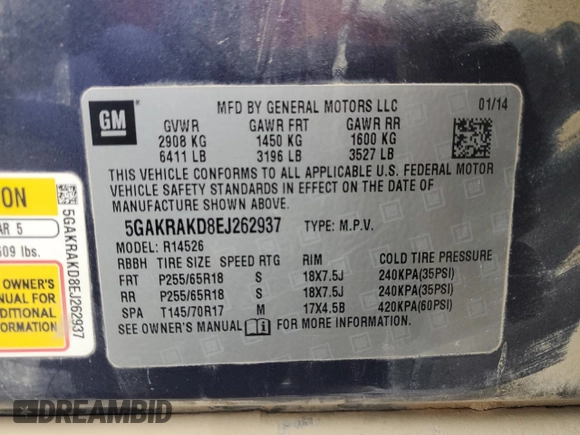 GM
MFD BY GENERAL MOTORS LLC 01/14
GVWR GAWR FRT GAWR RR
2908 KG 1450 KG 1600 KG
6411 LB 3196 LB 3527 LB
THIS VEHICLE CONFORMS TO ALL APPLICABLE U.S. FEDERAL MOTOR
VEHICLE SAFETY STANDARDS IN EFFECT ON THE DATE OF
MANUFACTURE SHOWN ABOVE.
5GAKRAKD8EJ262937 TYPE: M.P.V.
MODEL: R14526
RBBH TIRE SIZE SPEED RTG RIM COLD TIRE PRESSURE
FRT P255/65R18 S 18X7.5J 240KPA(35PSI)
RR P255/65R18 S 18X7.5J 240KPA(35PSI)
SPA T145/70R17 M 17X4.5B 420KPA(60PSI)
SEE OWNER'S MANUAL FOR MORE INFORMATION.
ION
AR 5
609 lbs.
OWNER'S
NUAL FOR
DITIONAL
RMATION
5GAKRAKD8EJ262937
DREAMBID